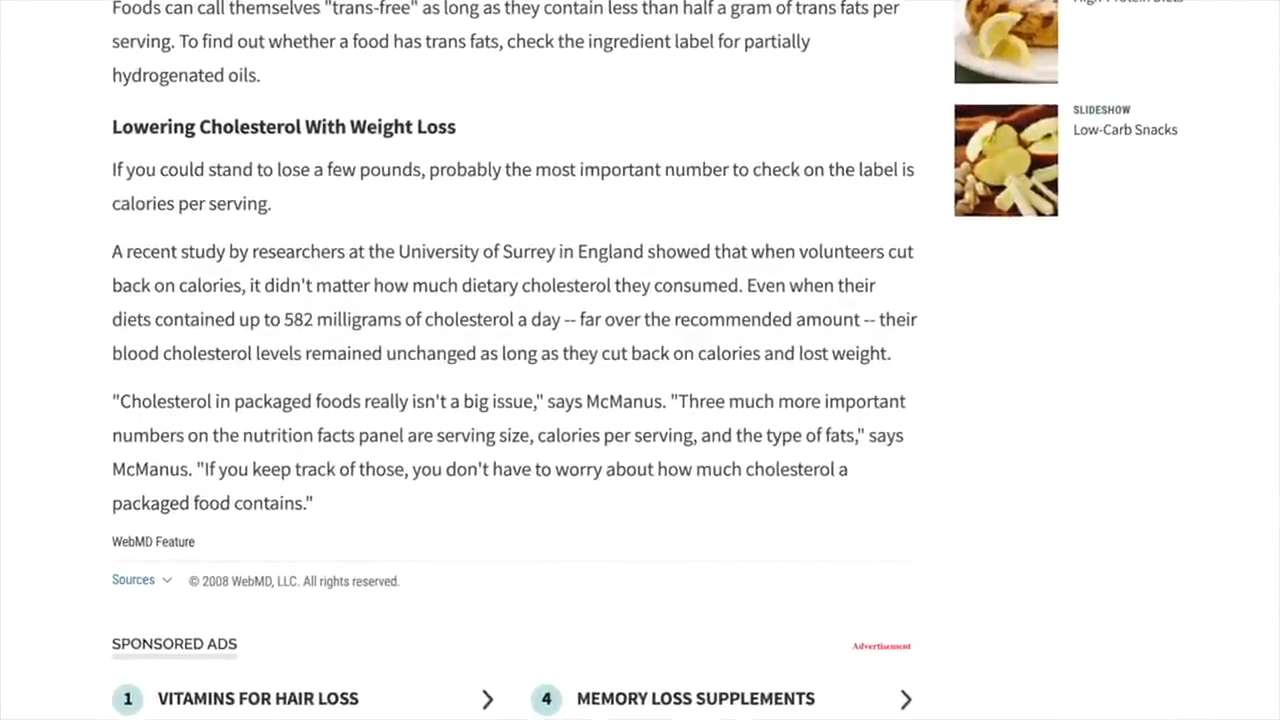 Foods can call themselves "trans-free" as long as they contain less than half a gram of trans fats per
serving. To find out whether a food has trans fats, check the ingredient label for partially
hydrogenated oils.
Lowering Cholesterol With Weight Loss
If you could stand to lose a few pounds, probably the most important number to check on the label is
calories per serving.
A recent study by researchers at the University of Surrey in England showed that when volunteers cut
back on calories, it didn't matter how much dietary cholesterol they consumed. Even when their
diets contained up to 582 milligrams of cholesterol a day -- far over the recommended amount -- their
blood cholesterol levels remained unchanged as long as they cut back on calories and lost weight.
"Cholesterol in packaged foods really isn't a big issue," says McManus. "Three much more important
numbers on the nutrition facts panel are serving size, calories per serving, and the type of fats," says
McManus. "If you keep track of those, you don't have to worry about how much cholesterol a
packaged food contains."
WebMD Feature
Sources © 2008 WebMD, LLC. All rights reserved.
SPONSORED ADS
Advertisement
1 VITAMINS FOR HAIR LOSS
4 MEMORY LOSS SUPPLEMENTS
High-Protein Diets
SLIDESHOW
Low-Carb Snacks